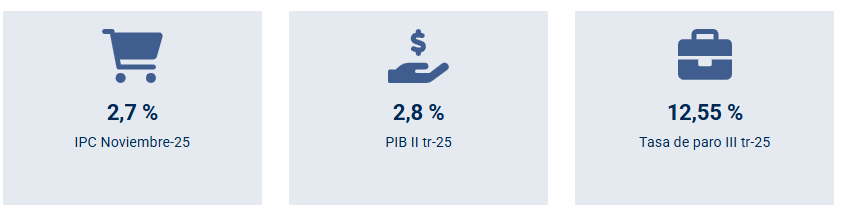 2,7 %
IPC Noviembre-25
$
2,8 %
PIB II tr-25
12,55 %
Tasa de paro III tr-25